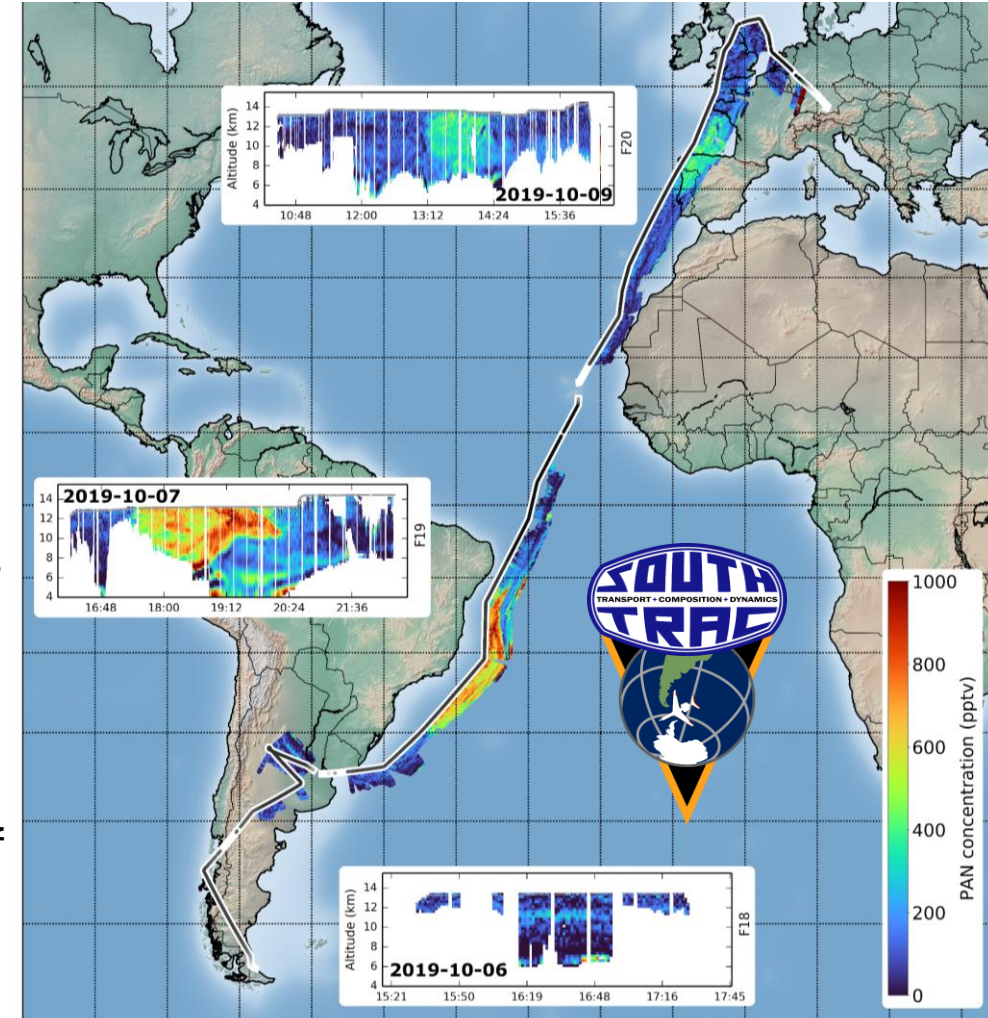 14
12
10
8
6
4
Altitude (km)
2019-10-09
F20
10:48 12:00 13:12 14:24 15:36
2019-10-07
14
12
10
8
6
4
F19
16:48 18:00 19:12 20:24 21:36
SOUTH
TRANSPORT • COMPOSITION • DYNAMICS
TRAC
1000
800
600
400
200
0
PAN concentration (pptv)
14
12
10
8
6
4
Altitude (km)
2019-10-06
F18
15:21 15:50 16:19 16:48 17:16 17:45